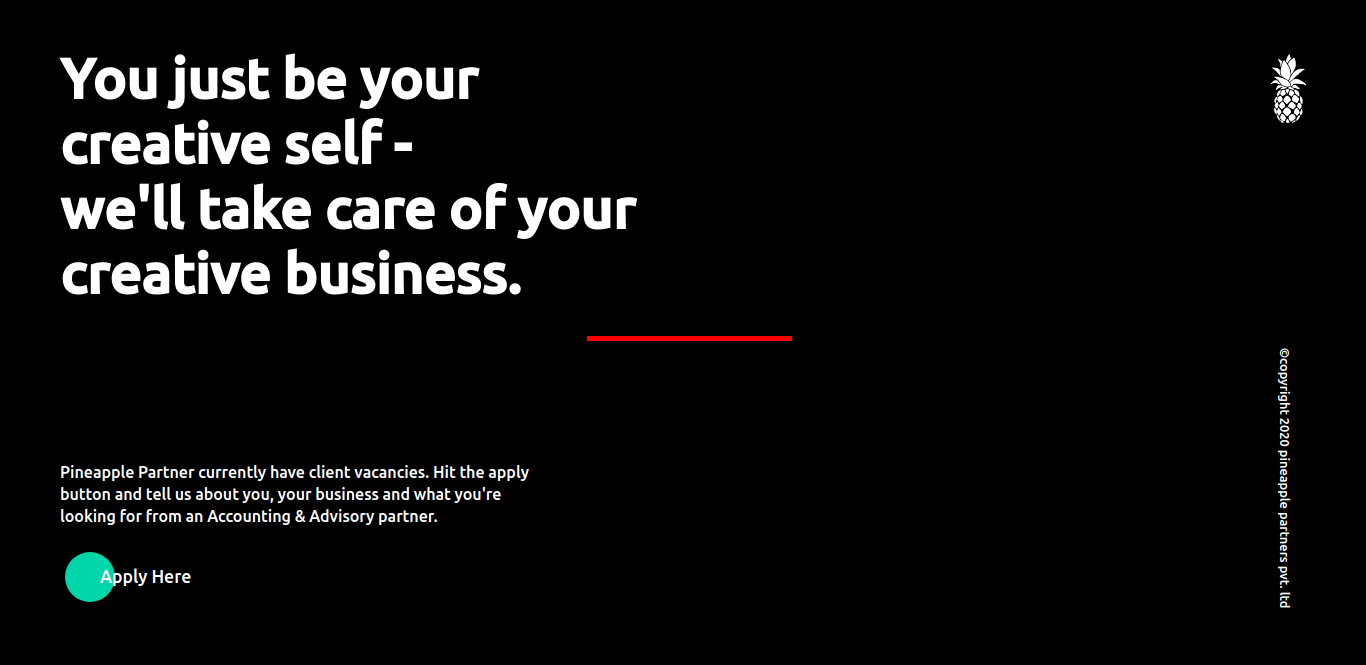 You just be your
creative self -
we'll take care of your
creative business.
Pineapple Partner currently have client vacancies. Hit the apply
button and tell us about you, your business and what you're
looking for from an Accounting & Advisory partner.
Apply Here
©copyright 2020 pineapple partners pvt. ltd